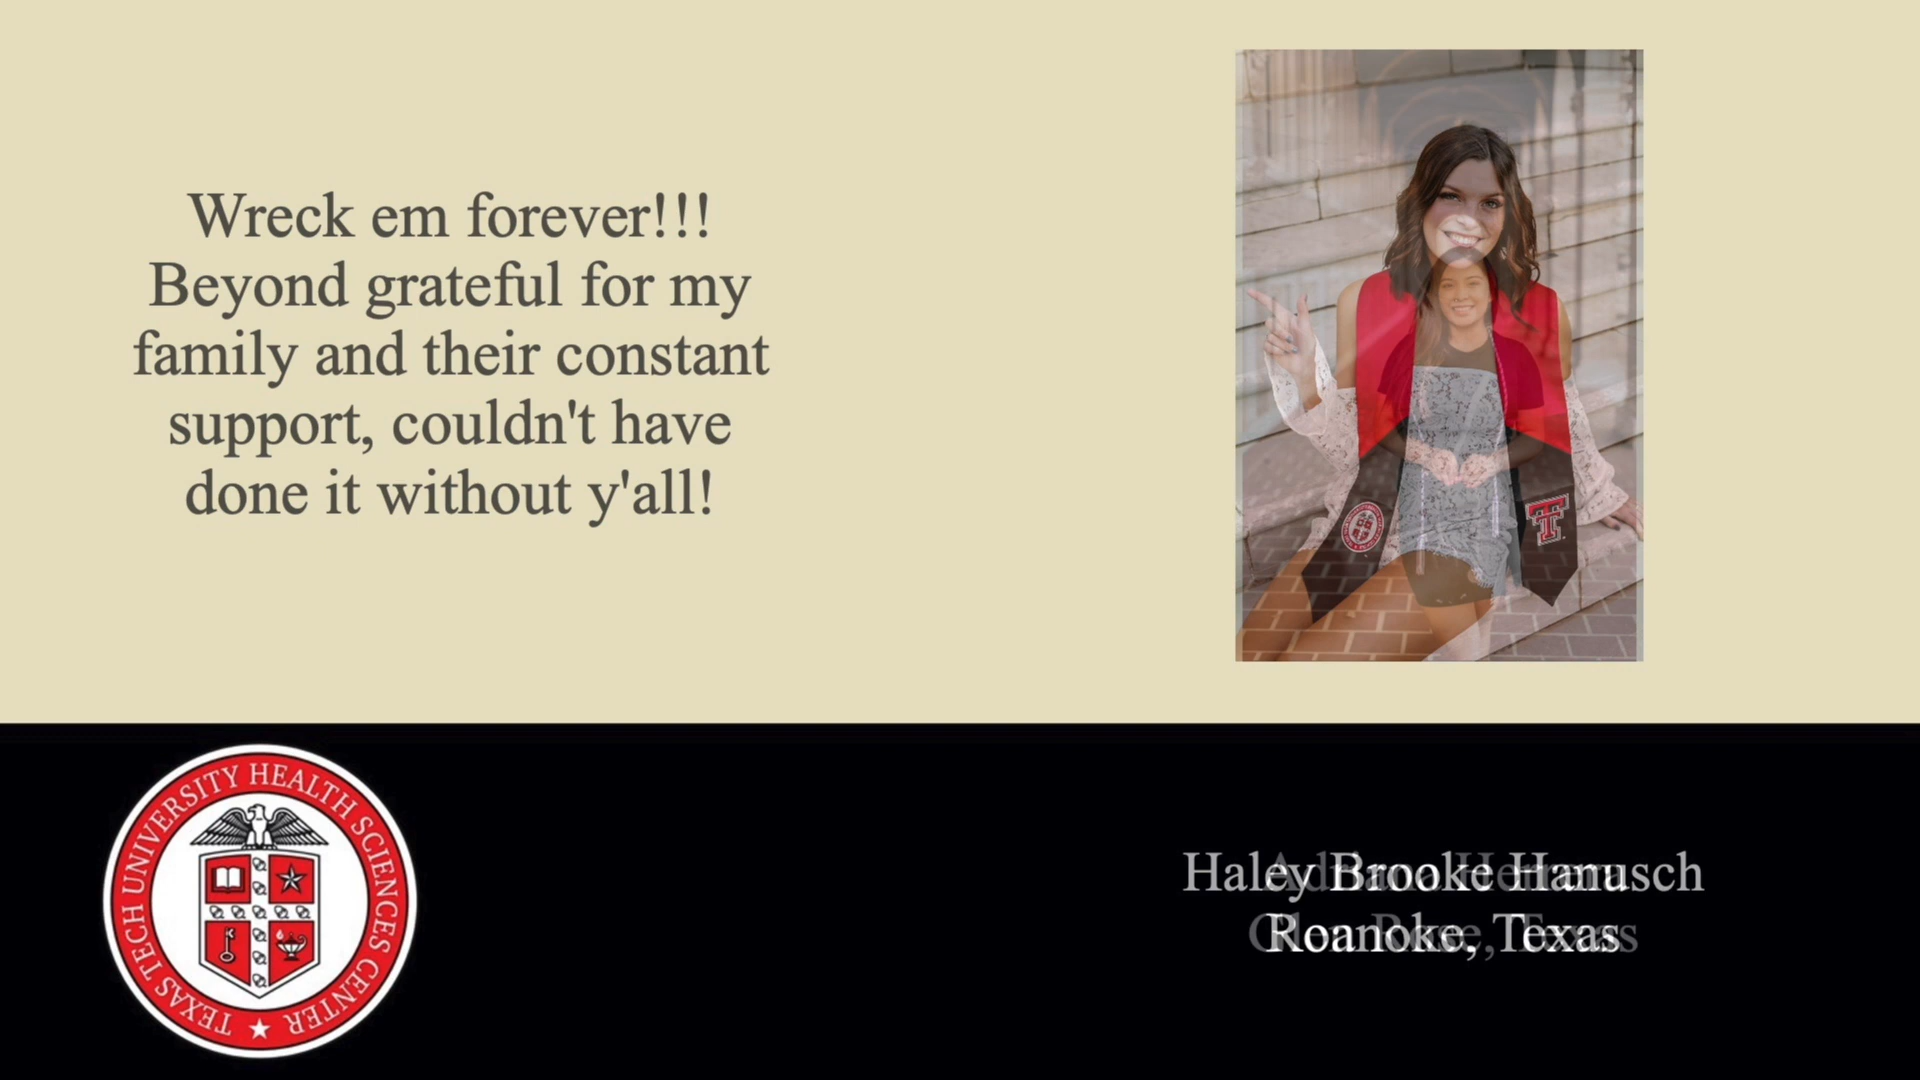 Wreck em forever!!!
Beyond grateful for my
family and their constant
support, couldn't have
done it without y'all!
TEXAS TECH UNIVERSITY HEALTH SCIENCES CENTER
Haley Brooke Hanusch
Roanoke, Texas